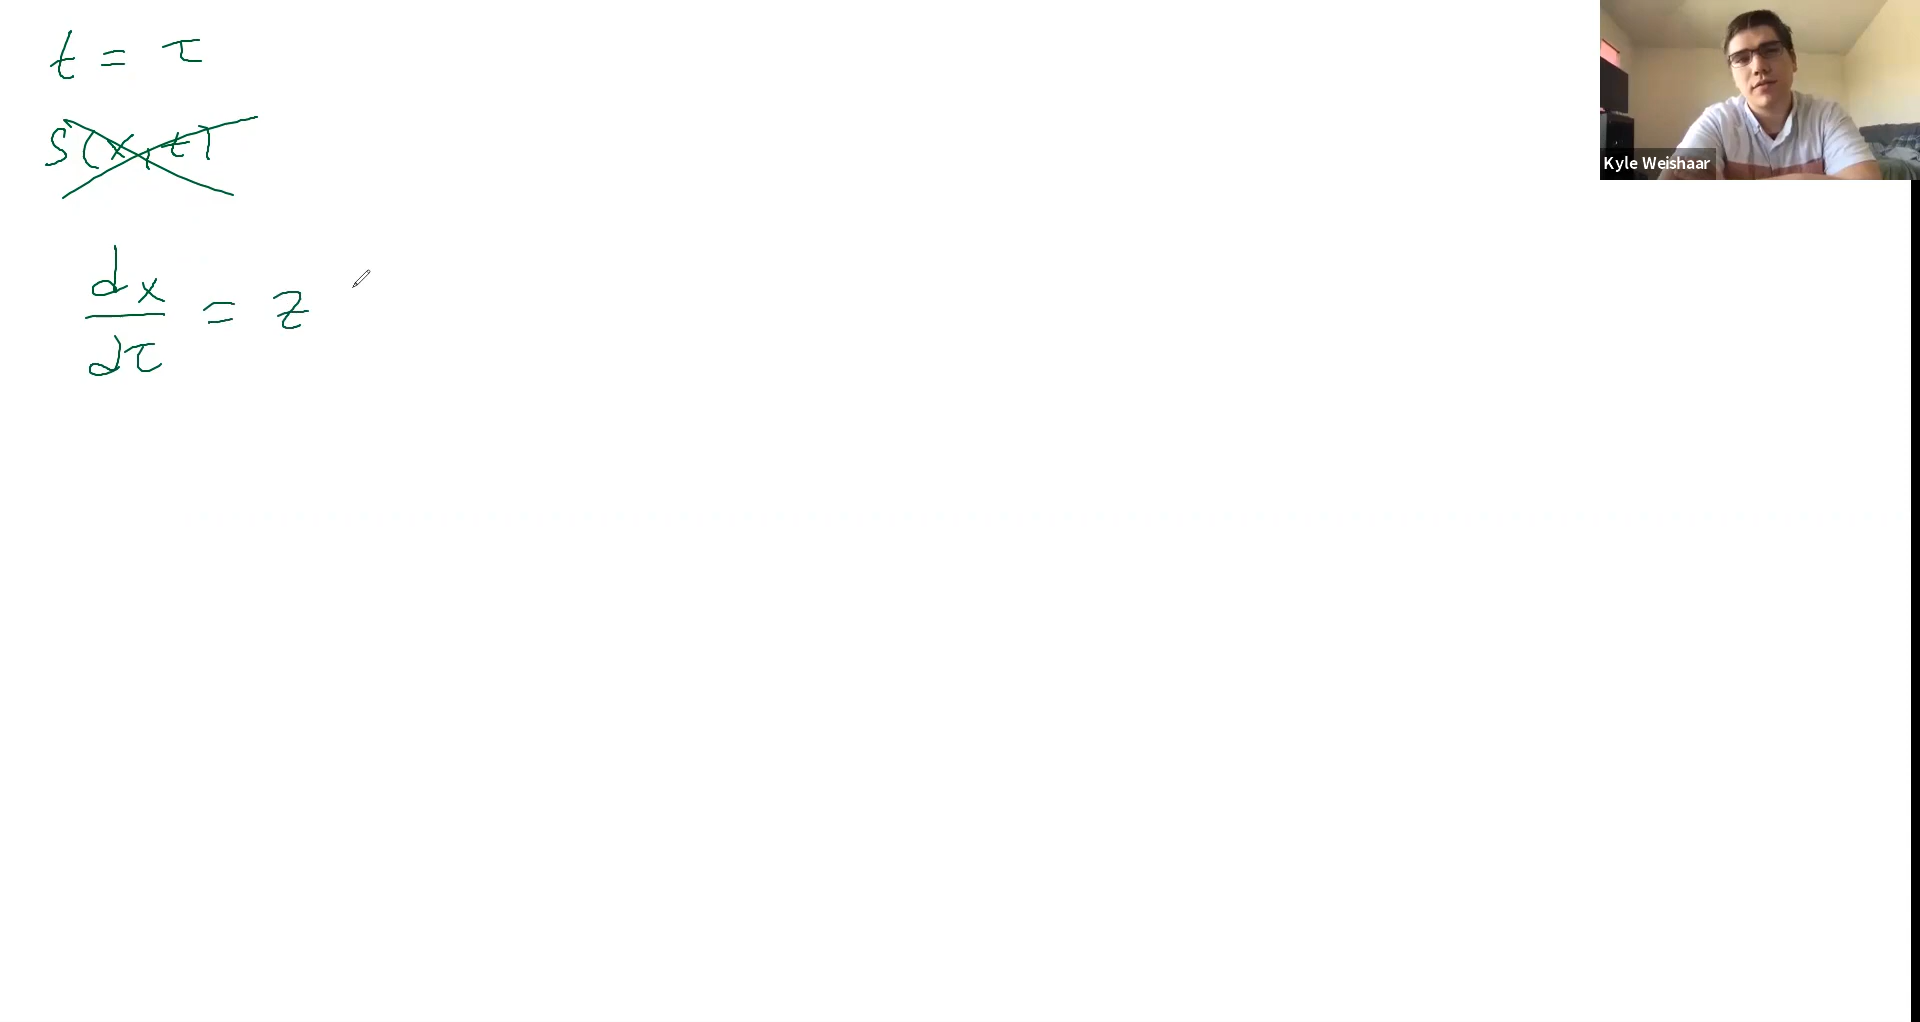 t = τ
S(x,t)
dx/dτ = z
Kyle Weishaar